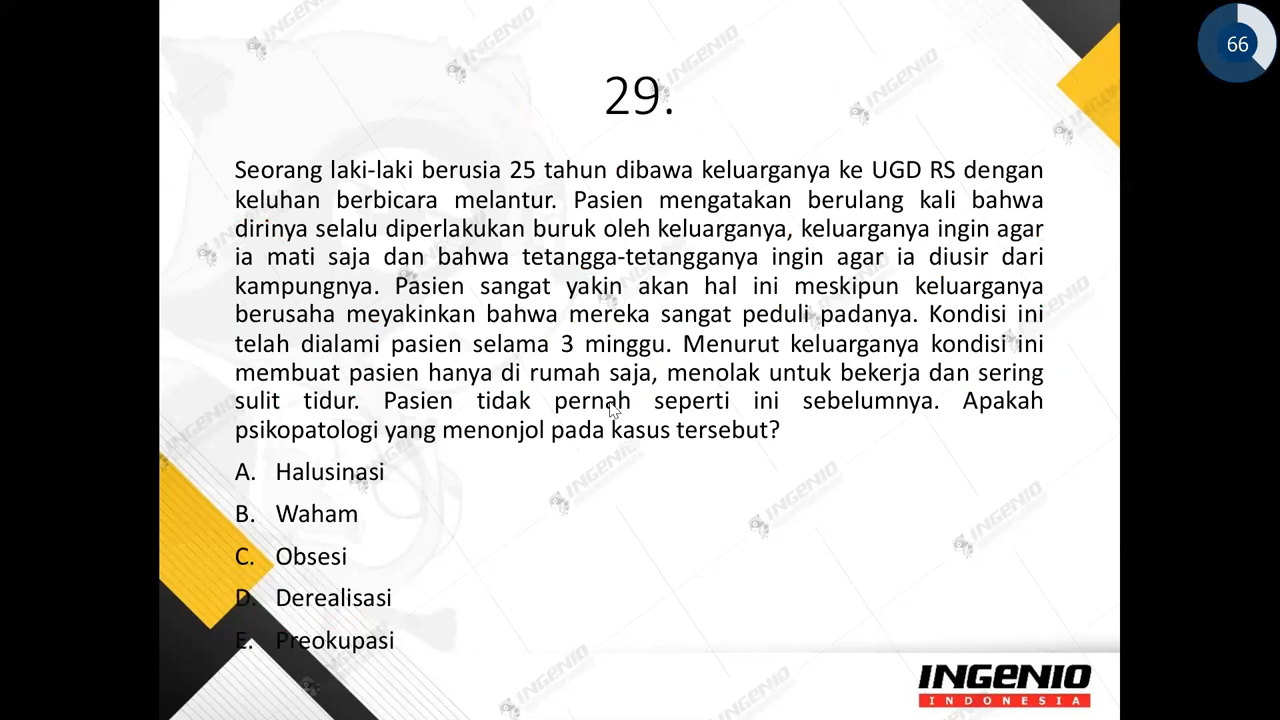 66
29.
Seorang laki-laki berusia 25 tahun dibawa keluarganya ke UGD RS dengan
keluhan berbicara melantur. Pasien mengatakan berulang kali bahwa
dirinya selalu diperlakukan buruk oleh keluarganya, keluarganya ingin agar
ia mati saja dan bahwa tetangga-tetangganya ingin agar ia diusir dari
kampungnya. Pasien sangat yakin akan hal ini meskipun keluarganya
berusaha meyakinkan bahwa mereka sangat peduli padanya. Kondisi ini
telah dialami pasien selama 3 minggu. Menurut keluarganya kondisi ini
membuat pasien hanya di rumah saja, menolak untuk bekerja dan sering
sulit tidur. Pasien tidak pernah seperti ini sebelumnya. Apakah
psikopatologi yang menonjol pada kasus tersebut?
A. Halusinasi
B. Waham
C. Obsesi
D. Derealisasi
E. Preokupasi
INGENIO
INDONESIA